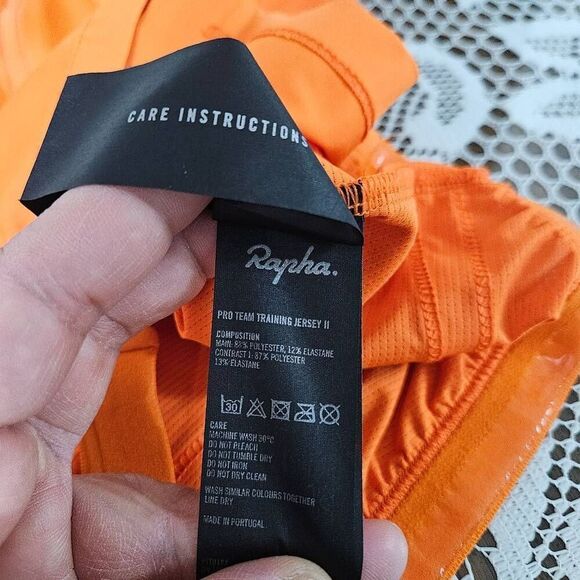 CARE INSTRUCTIONS
Rapha.
PRO TEAM TRAINING JERSEY II
COMPOSITION
MAIN: 88% POLYESTER, 12% ELASTANE
CONTRAST 1: 87% POLYESTER
13% ELASTANE
30
CARE
MACHINE WASH 30°C
DO NOT BLEACH
DO NOT TUMBLE DRY
DO NOT IRON
DO NOT DRY CLEAN
WASH SIMILAR COLOURS TOGETHER
LINE DRY
MADE IN PORTUGAL